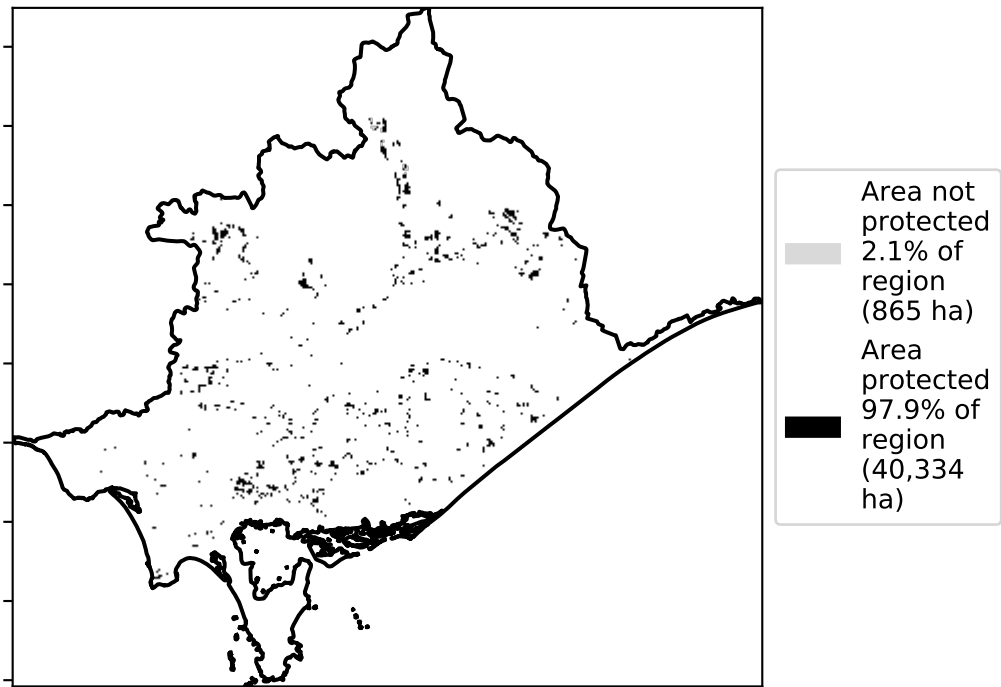 Area not
protected
2.1% of
region
(865 ha)
Area
protected
97.9% of
region
(40,334
ha)